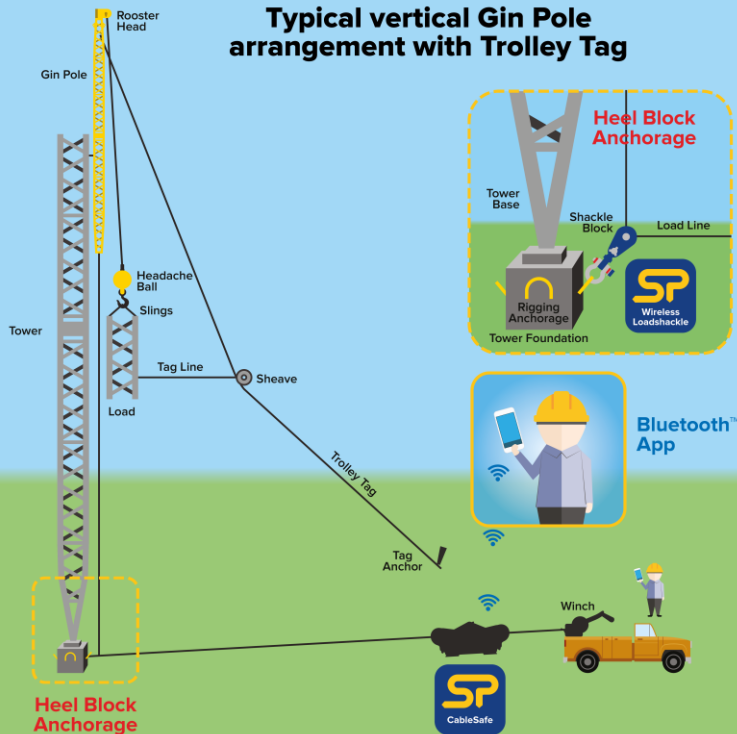 Typical vertical Gin Pole
arrangement with Trolley Tag
Rooster
Head
Gin Pole
Heel Block
Anchorage
Tower
Base
Shackle
Block
Load Line
Rigging
Anchorage
SP
Wireless
Loadshackle
Tower Foundation
Headache
Ball
Slings
Tower
Tag Line
Sheave
Load
Bluetooth™
App
Trolley Tag
Tag
Anchor
Winch
SP
CableSafe
Heel Block
Anchorage